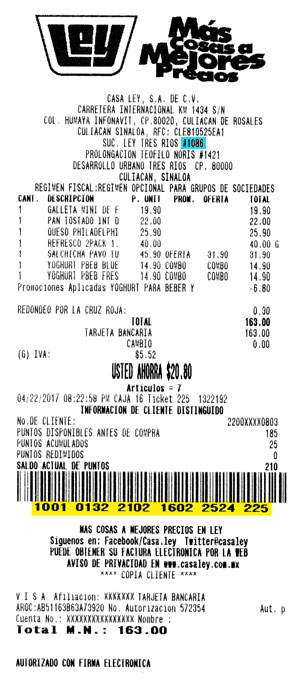 LEY
Más
Cosas a
Mejores
Precios
CASA LEY, S.A. DE C.V.
CARRETERA INTERNACIONAL KM 1434 S/N
COL. HUMAYA INFONAVIT, CP.80020, CULIACAN DE ROSALES
CULIACAN SINALOA, RFC: CLE810525EA1
SUC. LEY TRES RIOS #1086
PROLONGACION TEOFILO NORIS #1421
DESARROLLO URBANO TRES RIOS CP. 80000
CULIACAN, SINALOA
REGIMEN FISCAL:REGIMEN OPCIONAL PARA GRUPOS DE SOCIEDADES
CANT. DESCRIPCION P. UNIT PROM. OFERTA TOTAL
1 GALLETA MINI DE F 19.90 19.90
1 PAN TOSTADO INT D 22.00 22.00
1 QUESO PHILADELPHI 25.90 25.90
1 REFRESCO 2PACK 1. 40.00 40.00 G
1 SALCHICHA PAVO TU 45.90 OFERTA 31.90 31.90
1 YOGHURT PBEB BLUE 14.90 COMBO COMBO 14.90
1 YOGHURT PBEB FRES 14.90 COMBO COMBO 14.90
Promociones Aplicadas YOGHURT PARA BEBER Y -6.80
REDONDEO POR LA CRUZ ROJA: 0.30
TOTAL 163.00
TARJETA BANCARIA 163.00
CAMBIO 0.00
(G) IVA: $5.52
USTED AHORRA $20.80
Articulos = 7
04/22/2017 08:22:58 PM CAJA 16 Ticket 225 1322192
INFORMACION DE CLIENTE DISTINGUIDO
No.DE CLIENTE: 2200XXXX0803
PUNTOS DISPONIBLES ANTES DE COMPRA 185
PUNTOS ACUMULADOS 25
PUNTOS REDIMIDOS 0
SALDO ACTUAL DE PUNTOS 210
1001 0132 2102 1602 2524 225
MAS COSAS A MEJORES PRECIOS EN LEY
Siguenos en: Facebook/Casa.ley Twitter@casaley
PUEDE OBTENER SU FACTURA ELECTRONICA POR LA WEB
AVISO DE PRIVACIDAD EN www.casaley.com.mx
**** COPIA CLIENTE ****
V I S A Afiliacion: XXXXXXX TARJETA BANCARIA
ARQC:AB51163B63A73920 No. Autorizacion 572354 Aut. p
Cuenta No.: XXXXXXXXXXXXXXX Nombre :
Total M.N.: 163.00
AUTORIZADO CON FIRMA ELECTRONICA